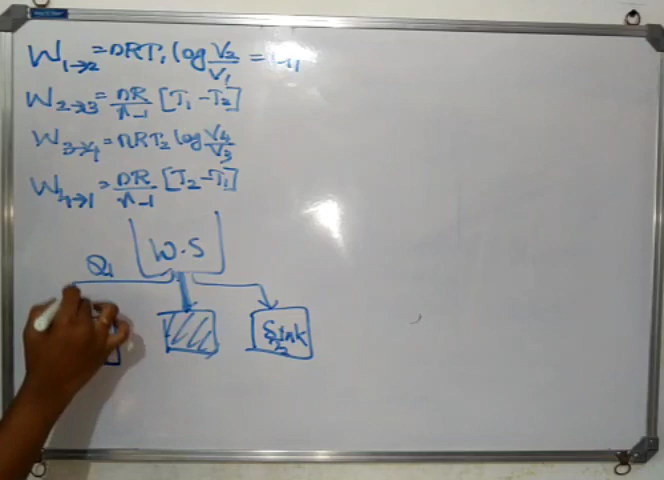 W₁→₂ = nRT₁ log V₂/V₁ =
W₂→₃ = nR/γ-1 [T₁ - T₂]
W₃→₄ = nRT₂ log V₄/V₃
W₄→₁ = nR/γ-1 [T₂ - T₁]
W.S
Q₁
Sink
T₂